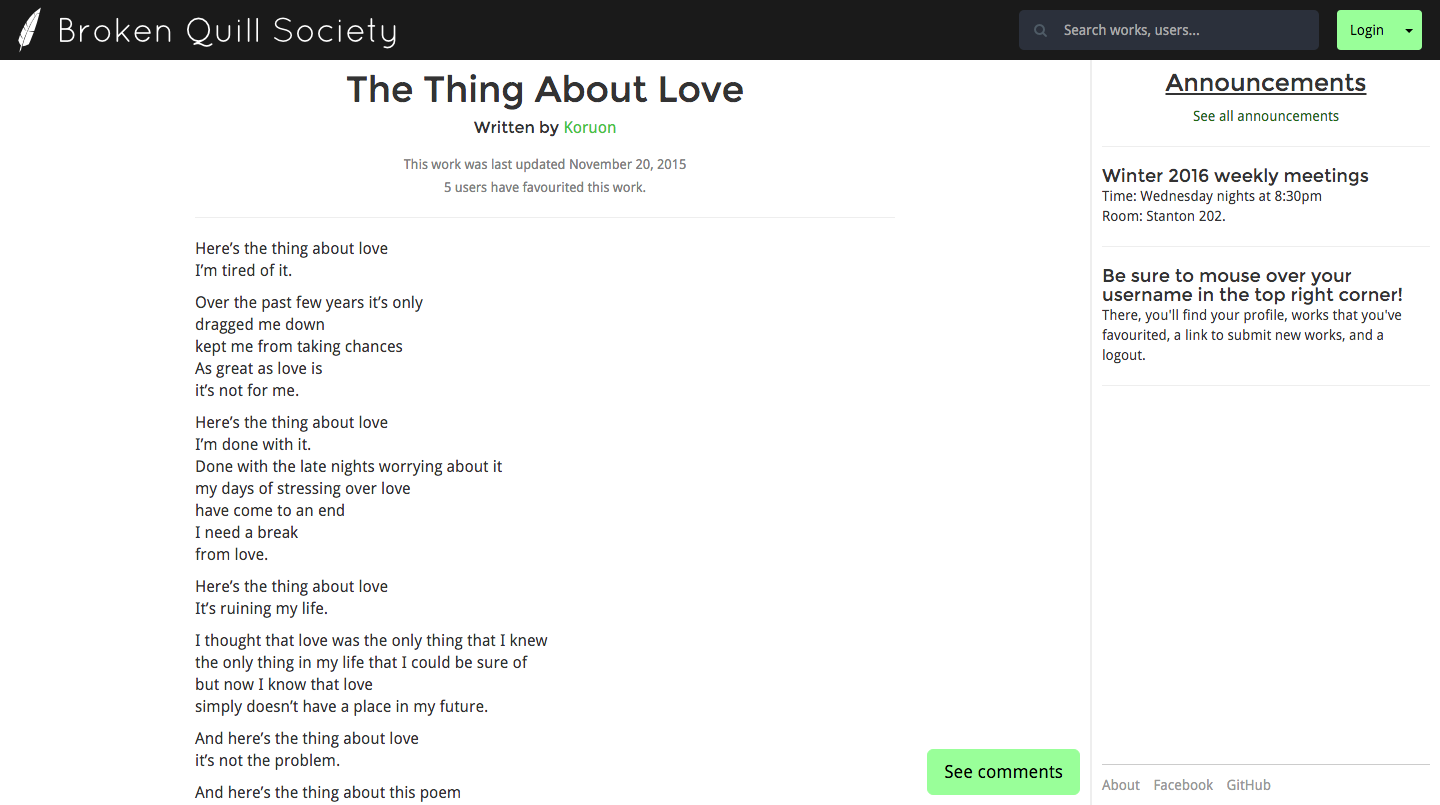 Broken Quill Society
Search works, users...
Login
The Thing About Love
Written by Koruon
This work was last updated November 20, 2015
5 users have favourited this work.
Here’s the thing about love
I’m tired of it.
Over the past few years it’s only
dragged me down
kept me from taking chances
As great as love is
it’s not for me.
Here’s the thing about love
I’m done with it.
Done with the late nights worrying about it
my days of stressing over love
have come to an end
I need a break
from love.
Here’s the thing about love
It’s ruining my life.
I thought that love was the only thing that I knew
the only thing in my life that I could be sure of
but now I know that love
simply doesn’t have a place in my future.
And here’s the thing about love
it’s not the problem.
And here’s the thing about this poem
See comments
Announcements
See all announcements
Winter 2016 weekly meetings
Time: Wednesday nights at 8:30pm
Room: Stanton 202.
Be sure to mouse over your
username in the top right corner!
There, you'll find your profile, works that you've
favourited, a link to submit new works, and a
logout.
About Facebook GitHub